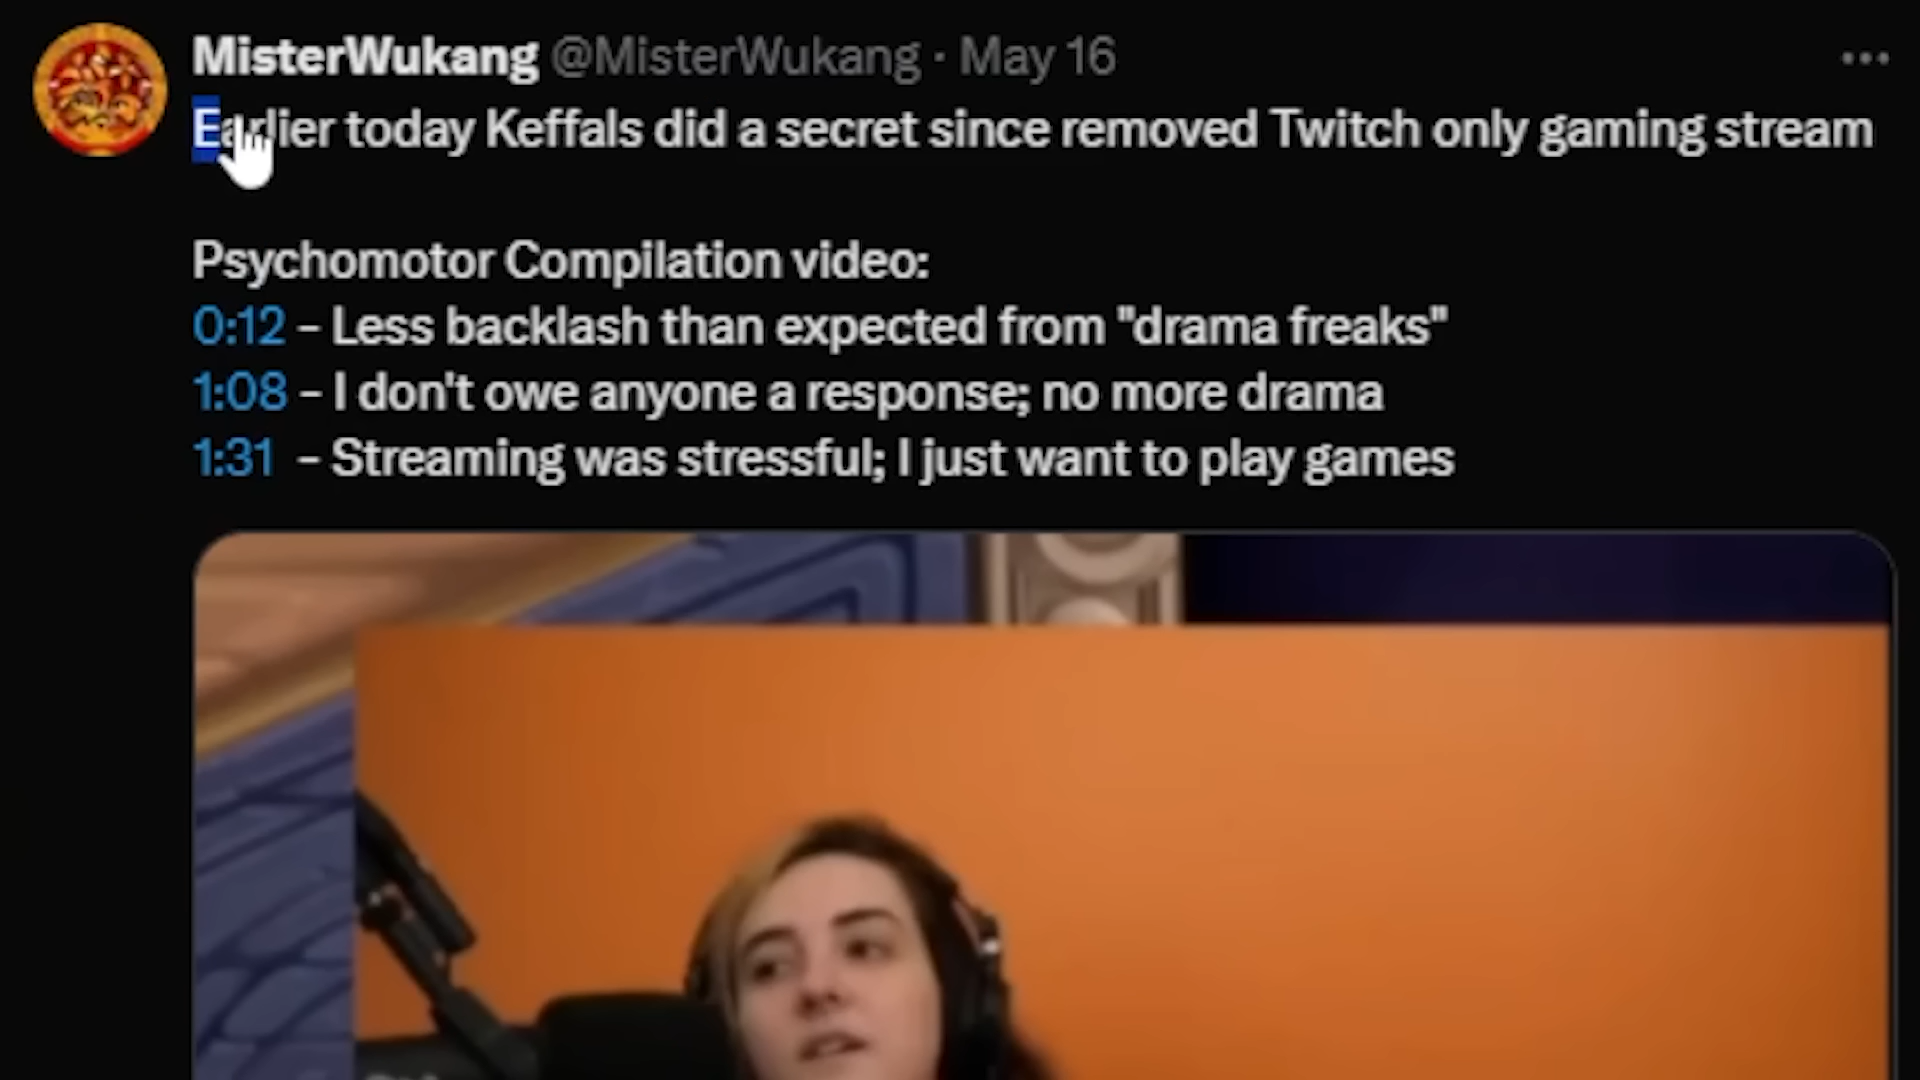 MisterWukang @MisterWukang · May 16
Earlier today Keffals did a secret since removed Twitch only gaming stream
Psychomotor Compilation video:
0:12 – Less backlash than expected from "drama freaks"
1:08 – I don't owe anyone a response; no more drama
1:31 – Streaming was stressful; I just want to play games